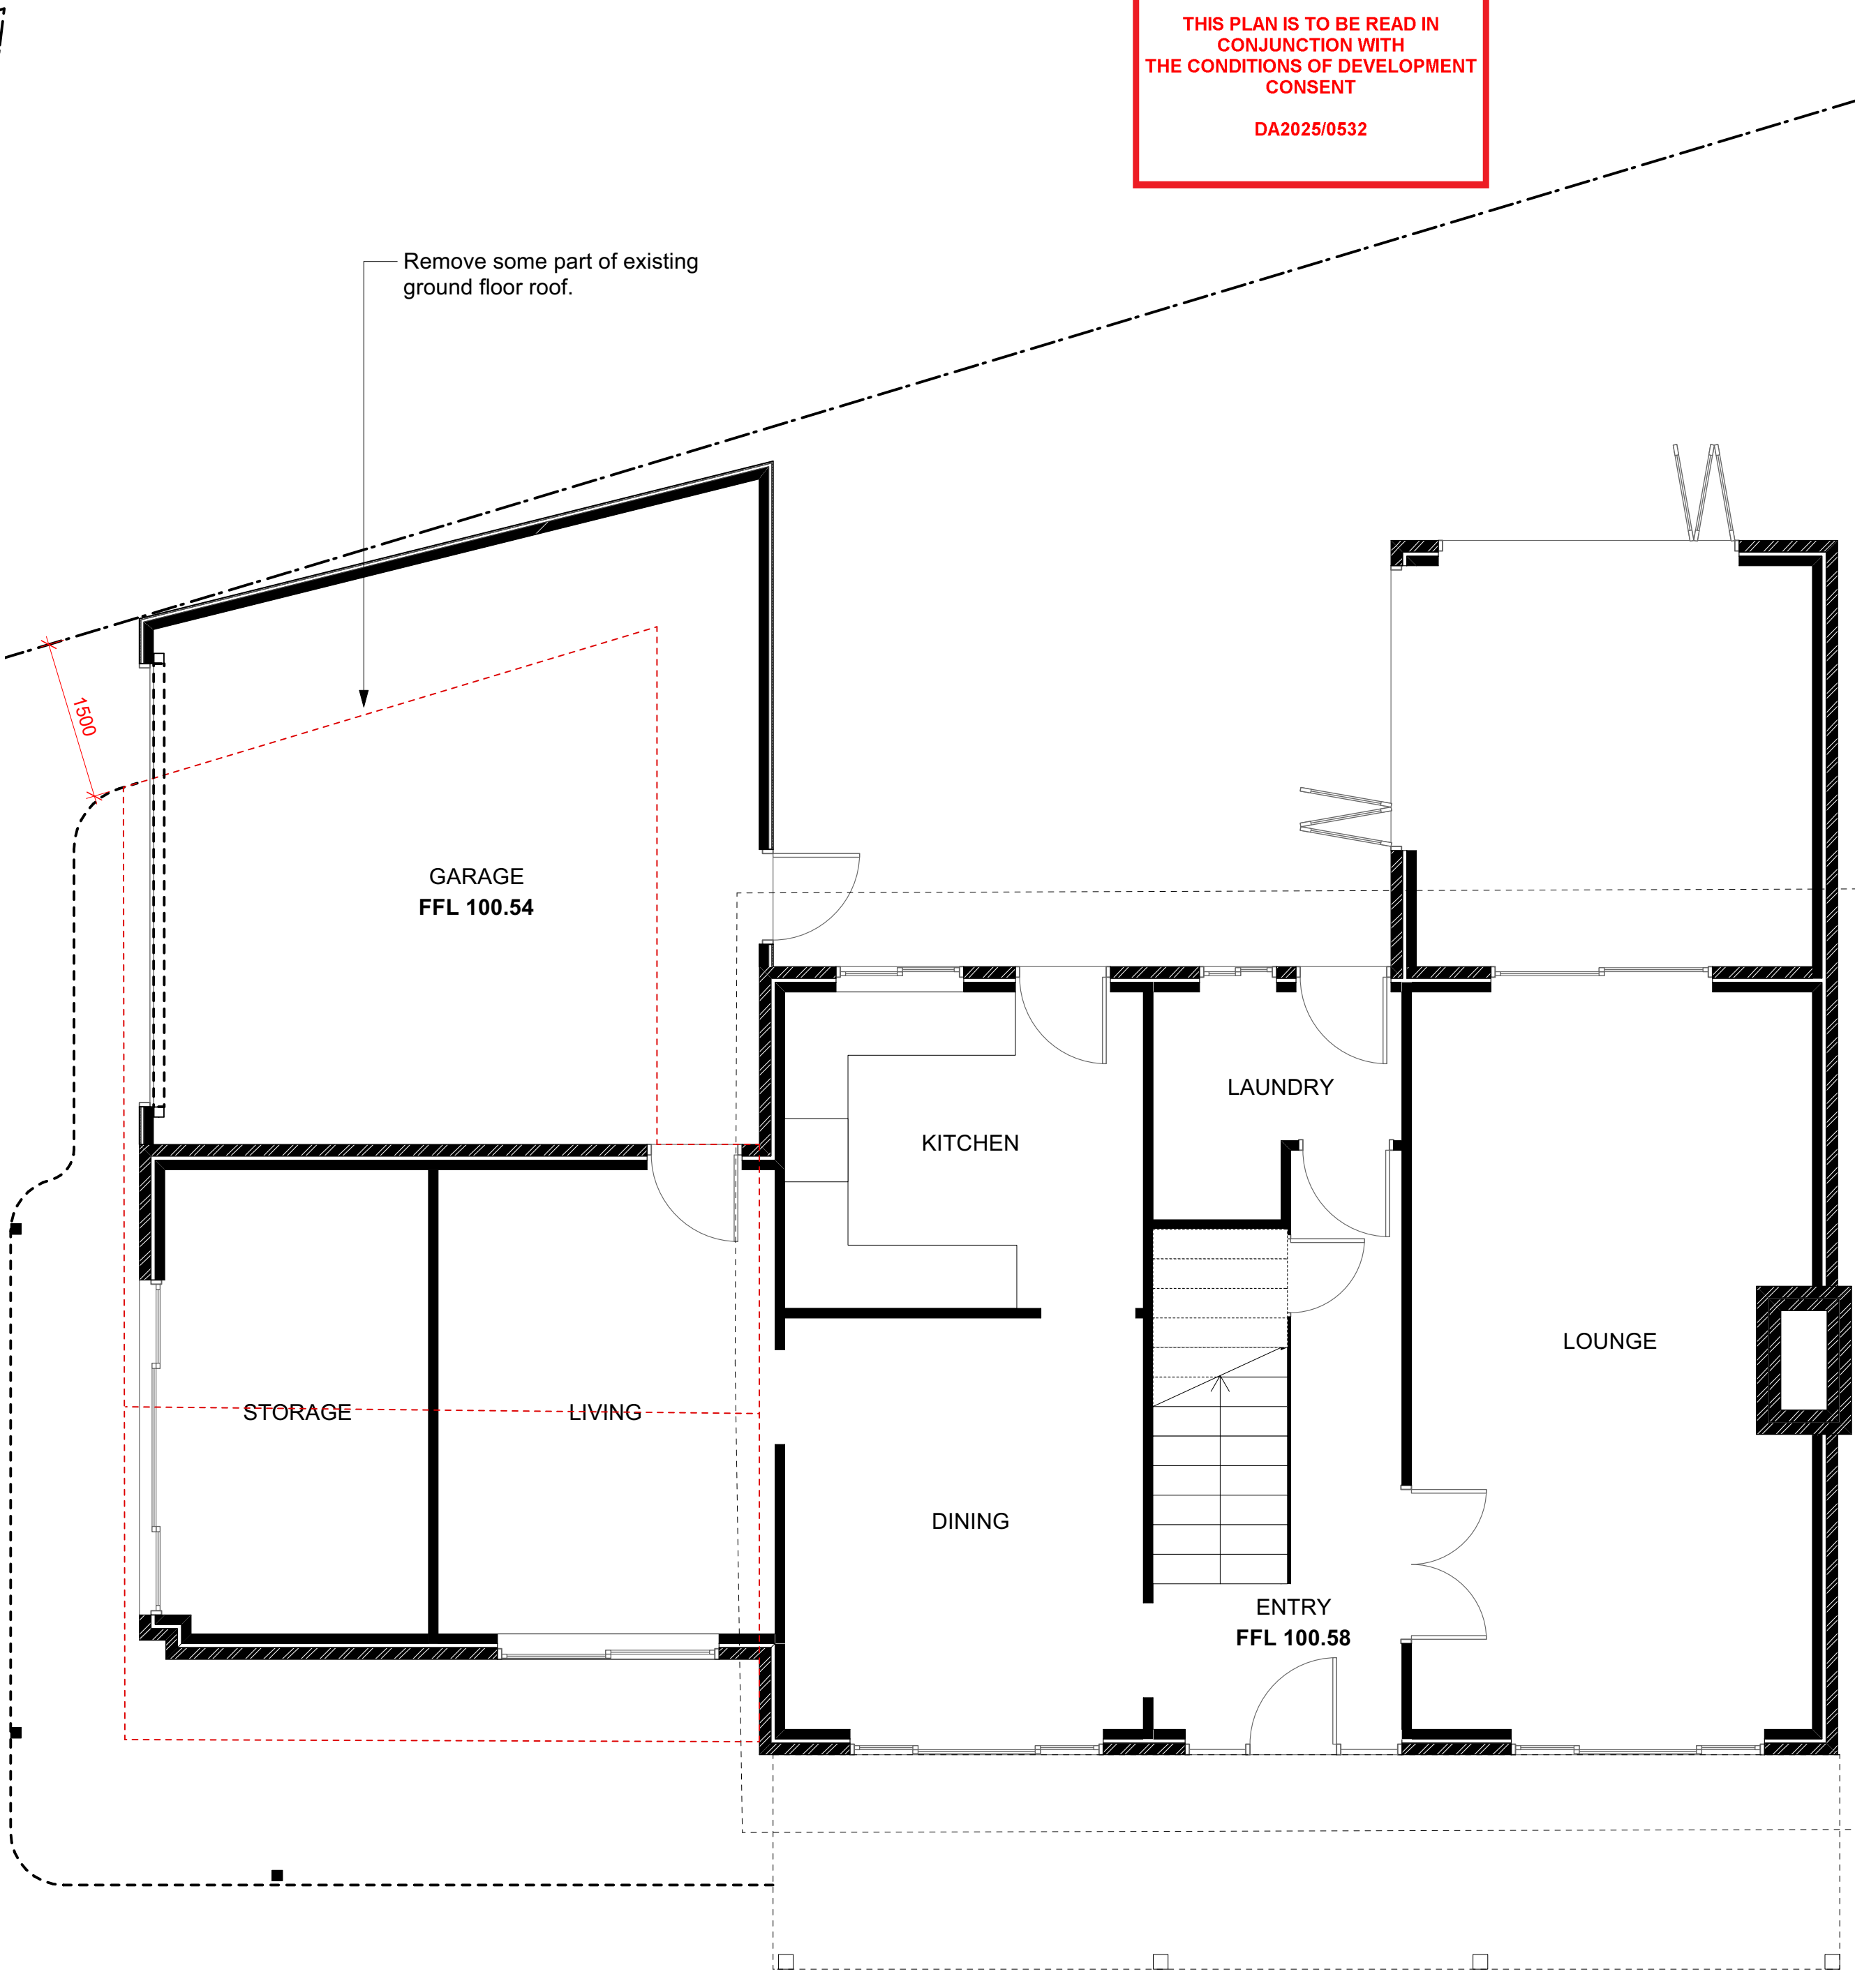 THIS PLAN IS TO BE READ IN
CONJUNCTION WITH
THE CONDITIONS OF DEVELOPMENT
CONSENT
DA2025/0532
Remove some part of existing
ground floor roof.
1500
GARAGE
FFL 100.54
LAUNDRY
KITCHEN
LOUNGE
STORAGE
LIVING
DINING
ENTRY
FFL 100.58